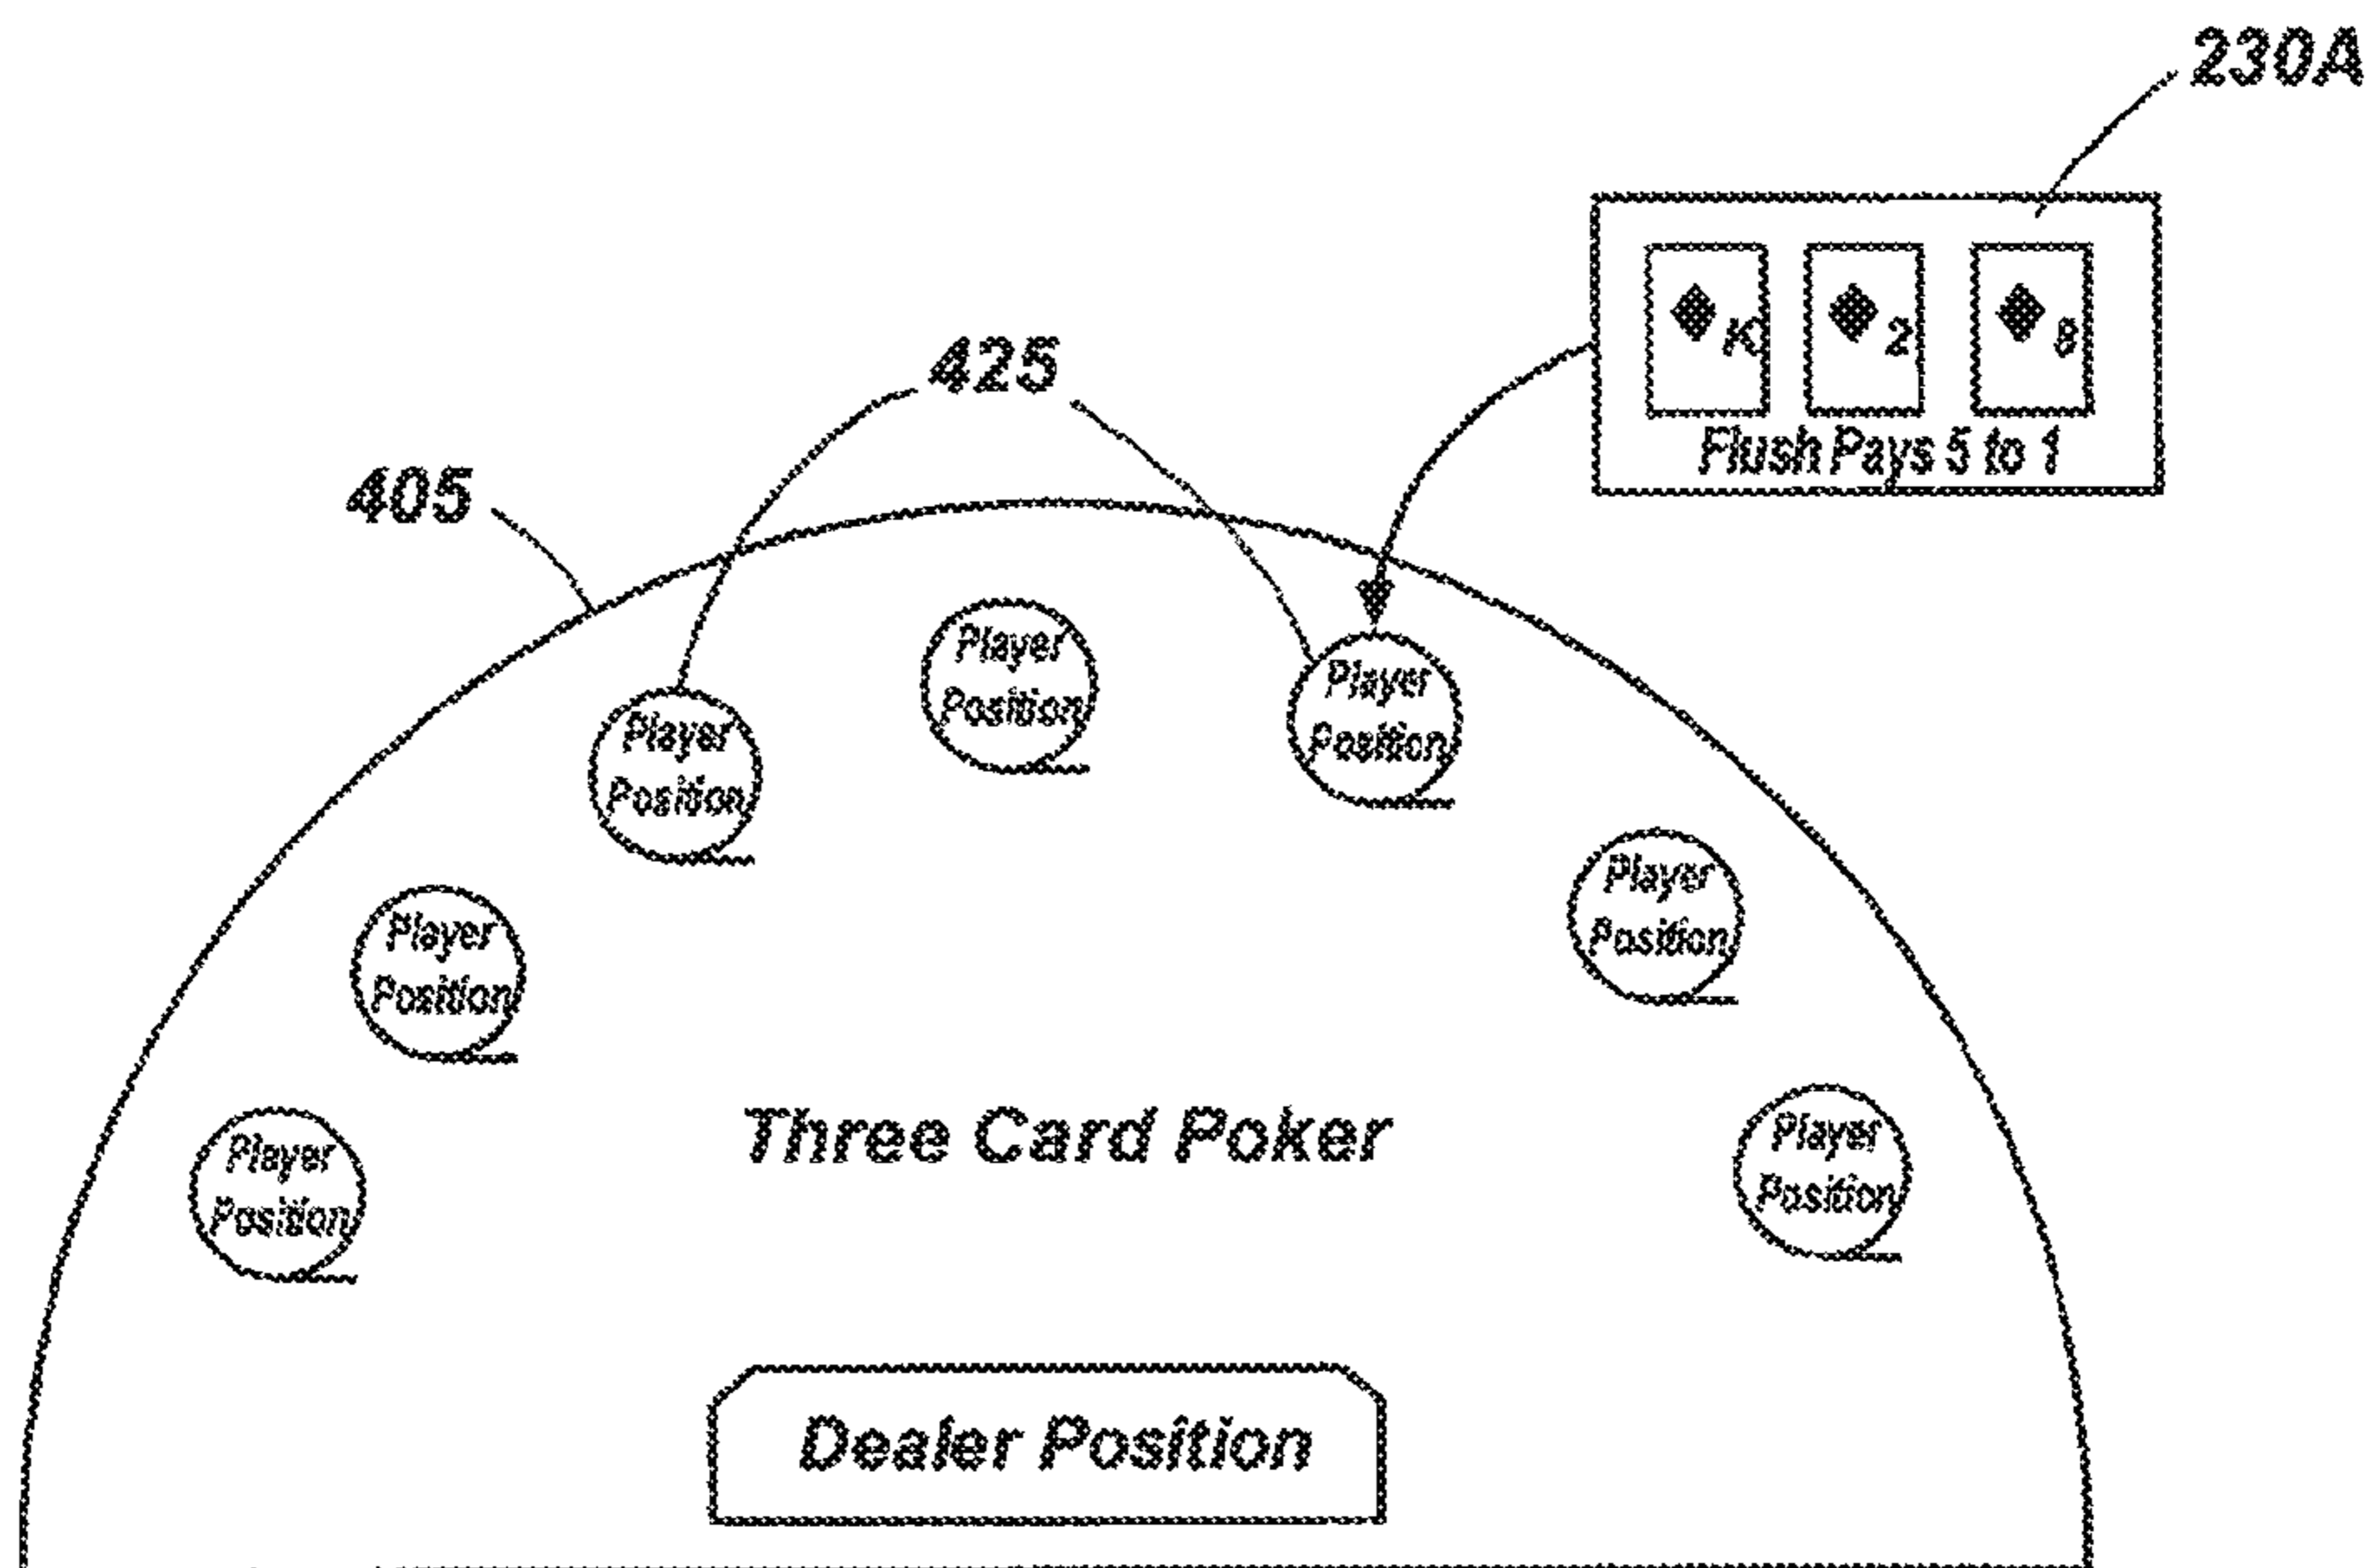 230A
K 2 8
Flush Pays 5 to 1
425
405
Player
Position
Player
Position
Player
Position
Player
Position
Player
Position
Player
Position
Player
Position
Three Card Poker
Dealer Position